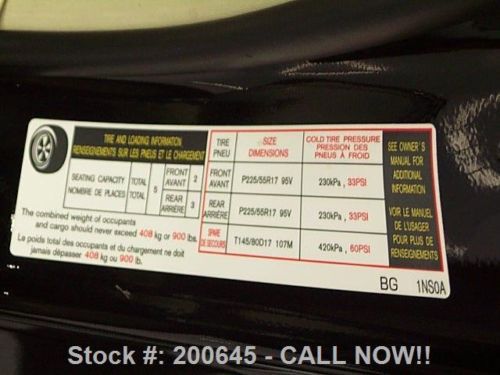 TIRE AND LOADING INFORMATION
RENSEIGNEMENTS SUR LES PNEUS ET LE CHARGEMENT
SEATING CAPACITY TOTAL 5 FRONT AVANT 2
NOMBRE DE PLACES TOTAL REAR ARRIÈRE 3
The combined weight of occupants
and cargo should never exceed 408 kg or 900 lbs.
Le poids total des occupants et du chargement ne doit
jamais dépasser 408 kg ou 900 lb.
TIRE PNEU SIZE DIMENSIONS COLD TIRE PRESSURE PRESSION DES PNEUS À FROID
FRONT AVANT P225/55R17 95V 230kPa , 33PSI
REAR ARRIÈRE P225/55R17 95V 230kPa , 33PSI
SPARE DE SECOURS T145/80D17 107M 420kPa , 60PSI
SEE OWNER'S
MANUAL FOR
ADDITIONAL
INFORMATION
VOIR LE MANUEL
DE L'USAGER
POUR PLUS DE
RENSEIGNEMENTS
BG 1NS0A
Stock #: 200645 - CALL NOW!!